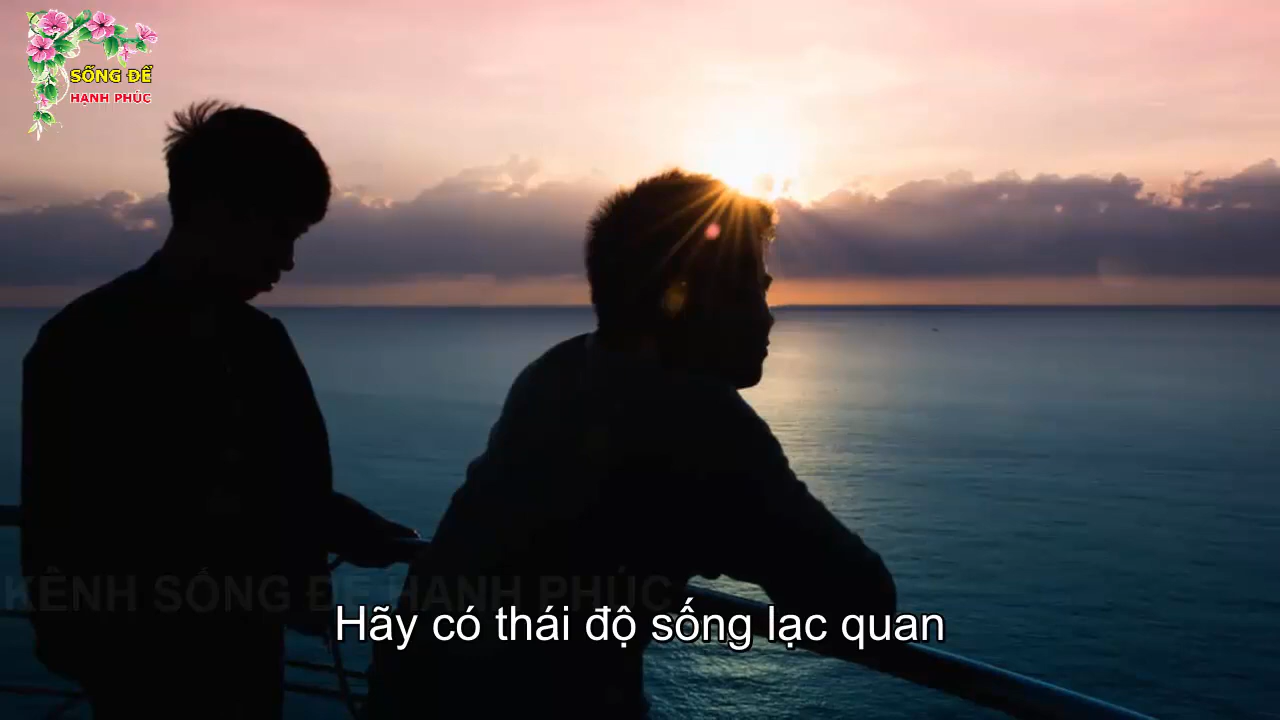 SỐNG ĐỂ
HẠNH PHÚC
KÊNH SỐNG ĐỂ HẠNH PHÚC
Hãy có thái độ sống lạc quan